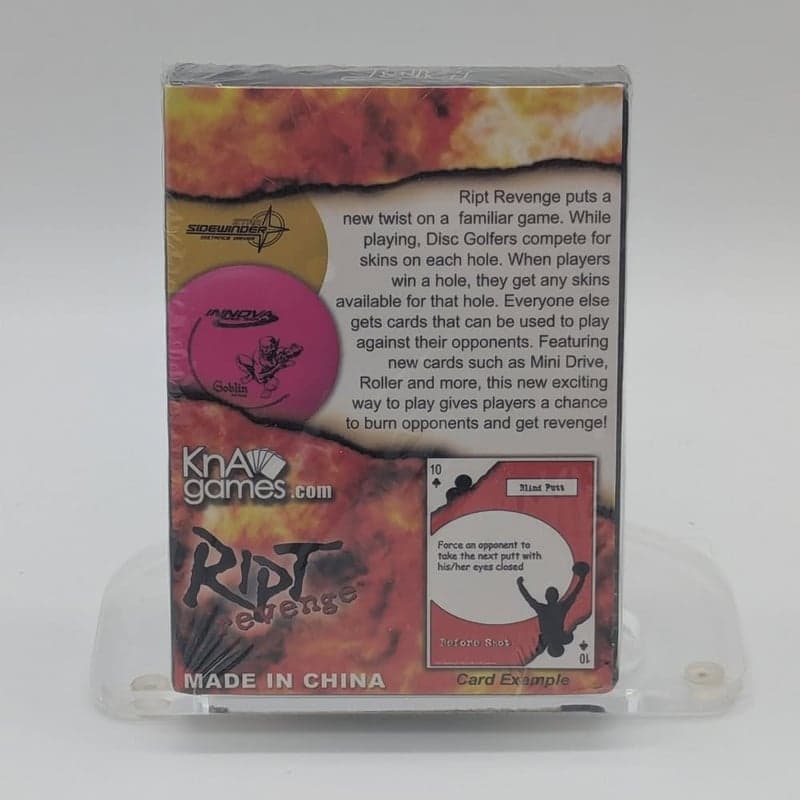 Ript Revenge puts a
new twist on a familiar game. While
playing, Disc Golfers compete for
skins on each hole. When players
win a hole, they get any skins
available for that hole. Everyone else
gets cards that can be used to play
against their opponents. Featuring
new cards such as Mini Drive,
Roller and more, this new exciting
way to play gives players a chance
to burn opponents and get revenge!
STAR
SIDEWINDER
DISTANCE DRIVER
INNOVA
Goblin
KnA
games.com
RIPT
revenge™
MADE IN CHINA
10
Blind Putt
Force an opponent to
take the next putt with
his/her eyes closed
Before Shot
10
Card Example